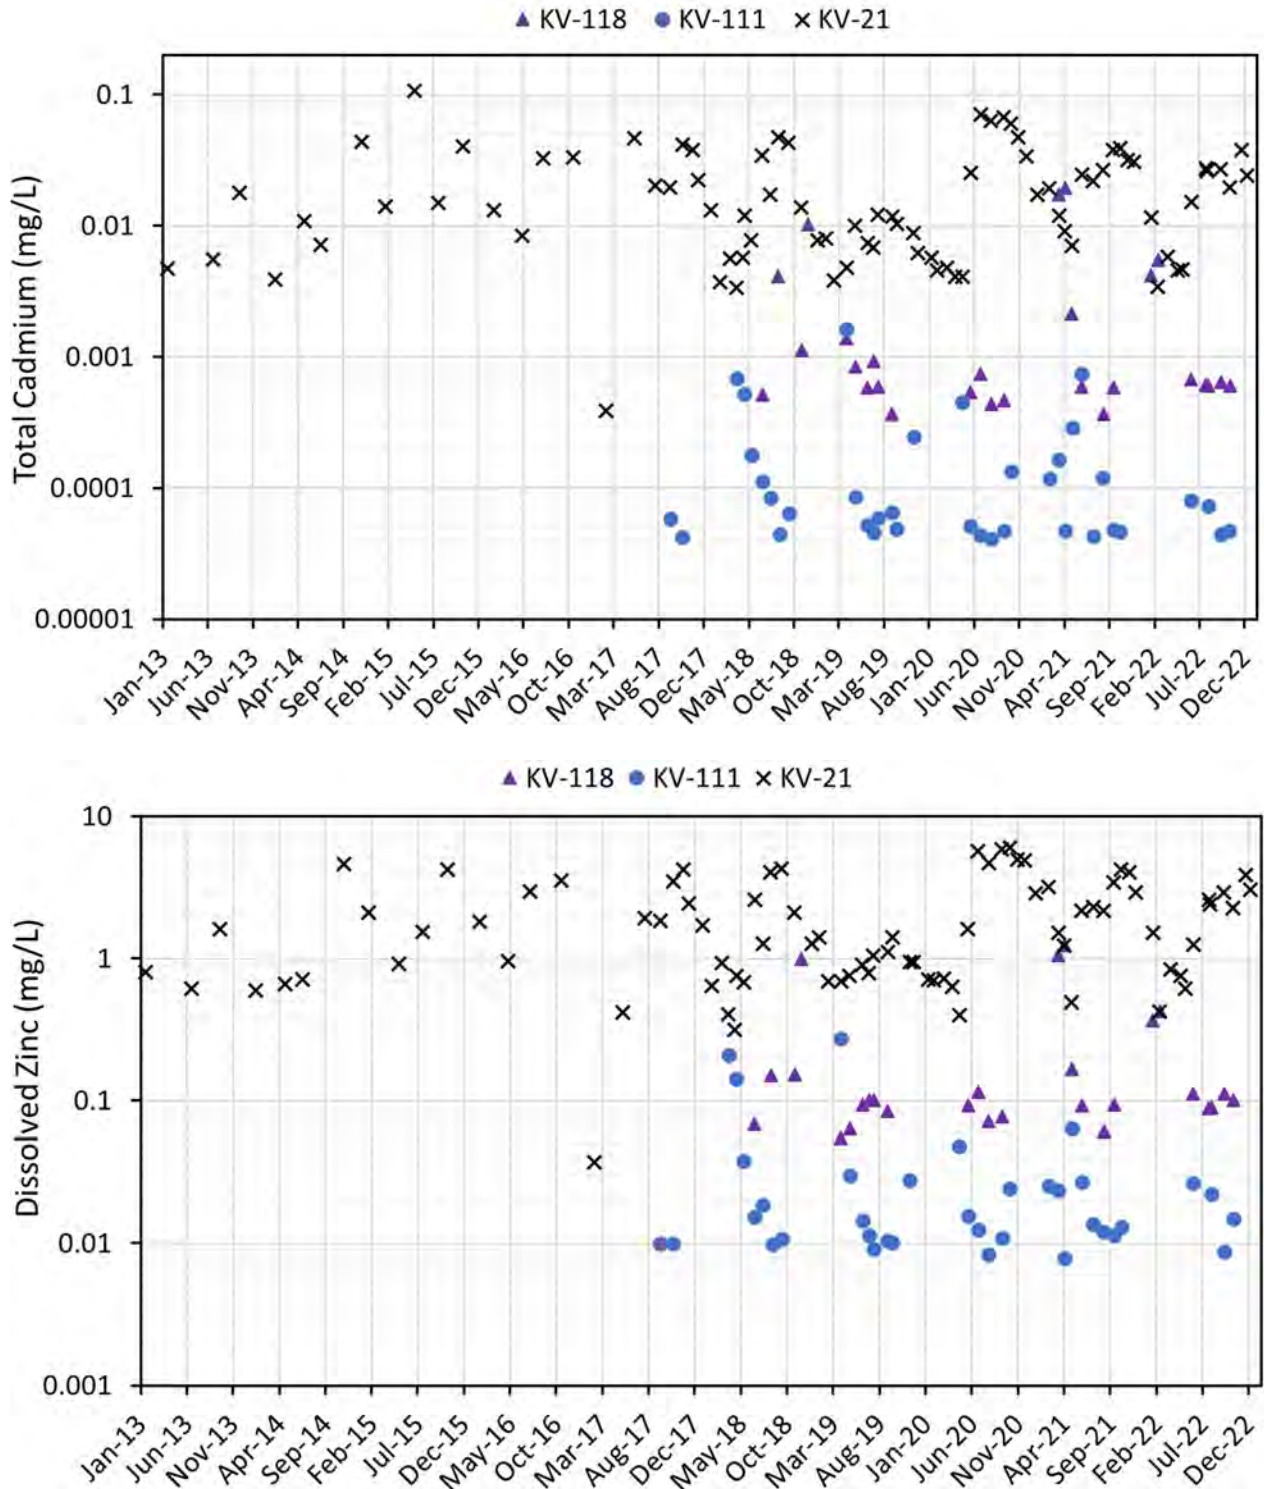 KV-118 KV-111 KV-21
Total Cadmium (mg/L)
0.1
0.01
0.001
0.0001
0.00001
Jan-13 Jun-13 Nov-13 Apr-14 Sep-14 Feb-15 Jul-15 Dec-15 May-16 Oct-16 Mar-17 Aug-17 Dec-17 May-18 Oct-18 Mar-19 Aug-19 Jan-20 Jun-20 Nov-20 Apr-21 Sep-21 Feb-22 Jul-22 Dec-22
KV-118 KV-111 KV-21
Dissolved Zinc (mg/L)
10
1
0.1
0.01
0.001
Jan-13 Jun-13 Nov-13 Apr-14 Sep-14 Feb-15 Jul-15 Dec-15 May-16 Oct-16 Mar-17 Aug-17 Dec-17 May-18 Oct-18 Mar-19 Aug-19 Jan-20 Jun-20 Nov-20 Apr-21 Sep-21 Feb-22 Jul-22 Dec-22